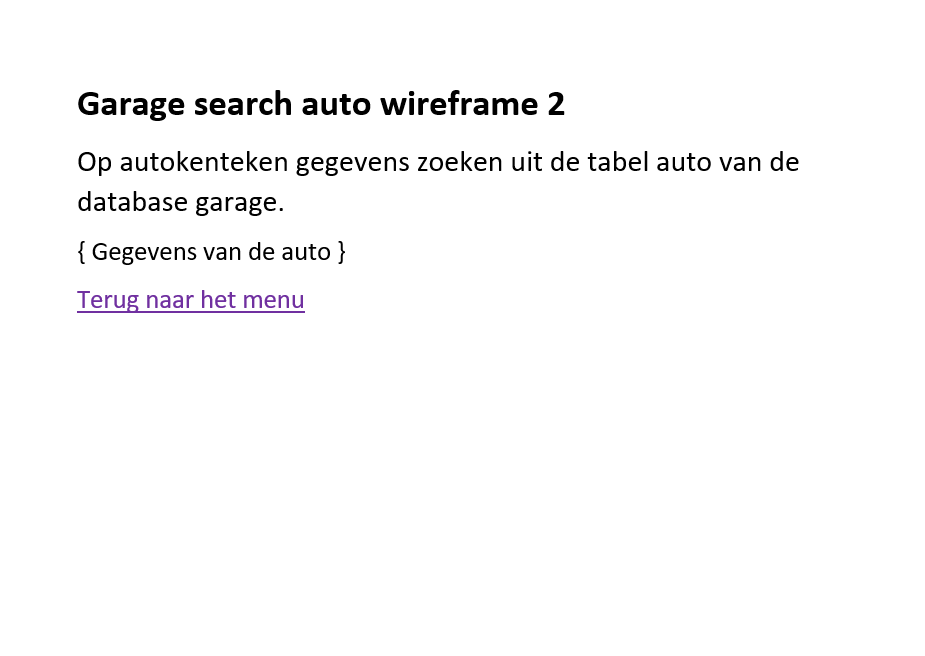 Garage search auto wireframe 2
Op autokenteken gegevens zoeken uit de tabel auto van de
database garage.
{ Gegevens van de auto }
Terug naar het menu